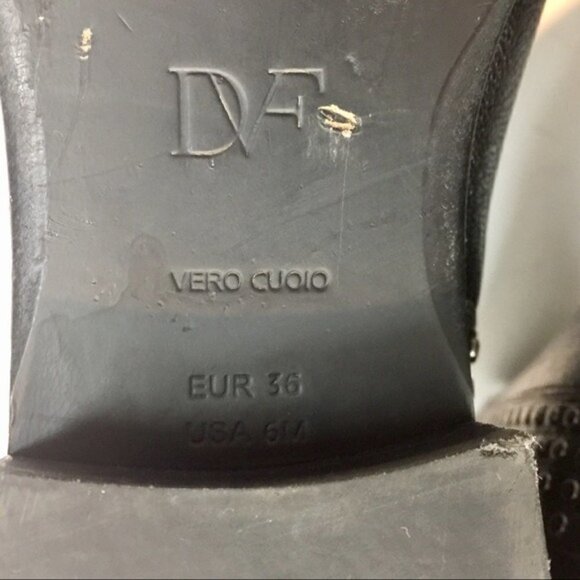 DVF
VERO CUOIO
EUR 36
USA 6M